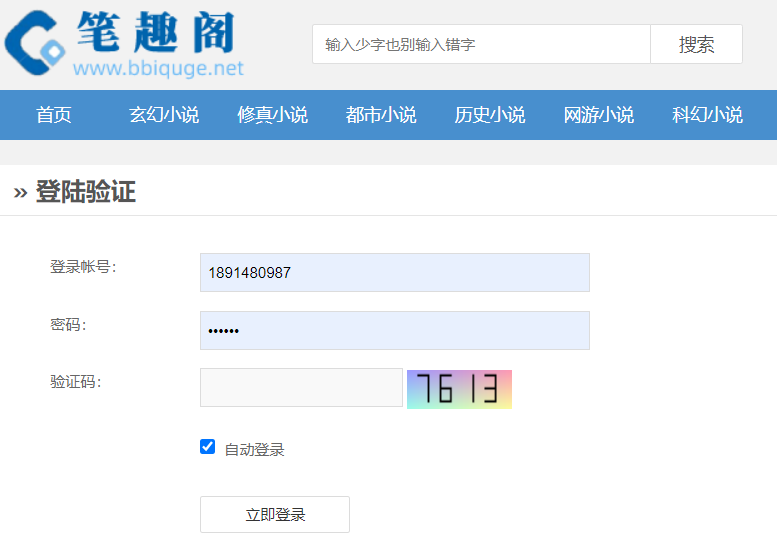 笔趣阁
www.bbiquge.net
输入少字也别输入错字 搜索
首页 玄幻小说 修真小说 都市小说 历史小说 网游小说 科幻小说
» 登陆验证
登录帐号: 1891480987
密码: ••••••
验证码: 7613
自动登录
立即登录